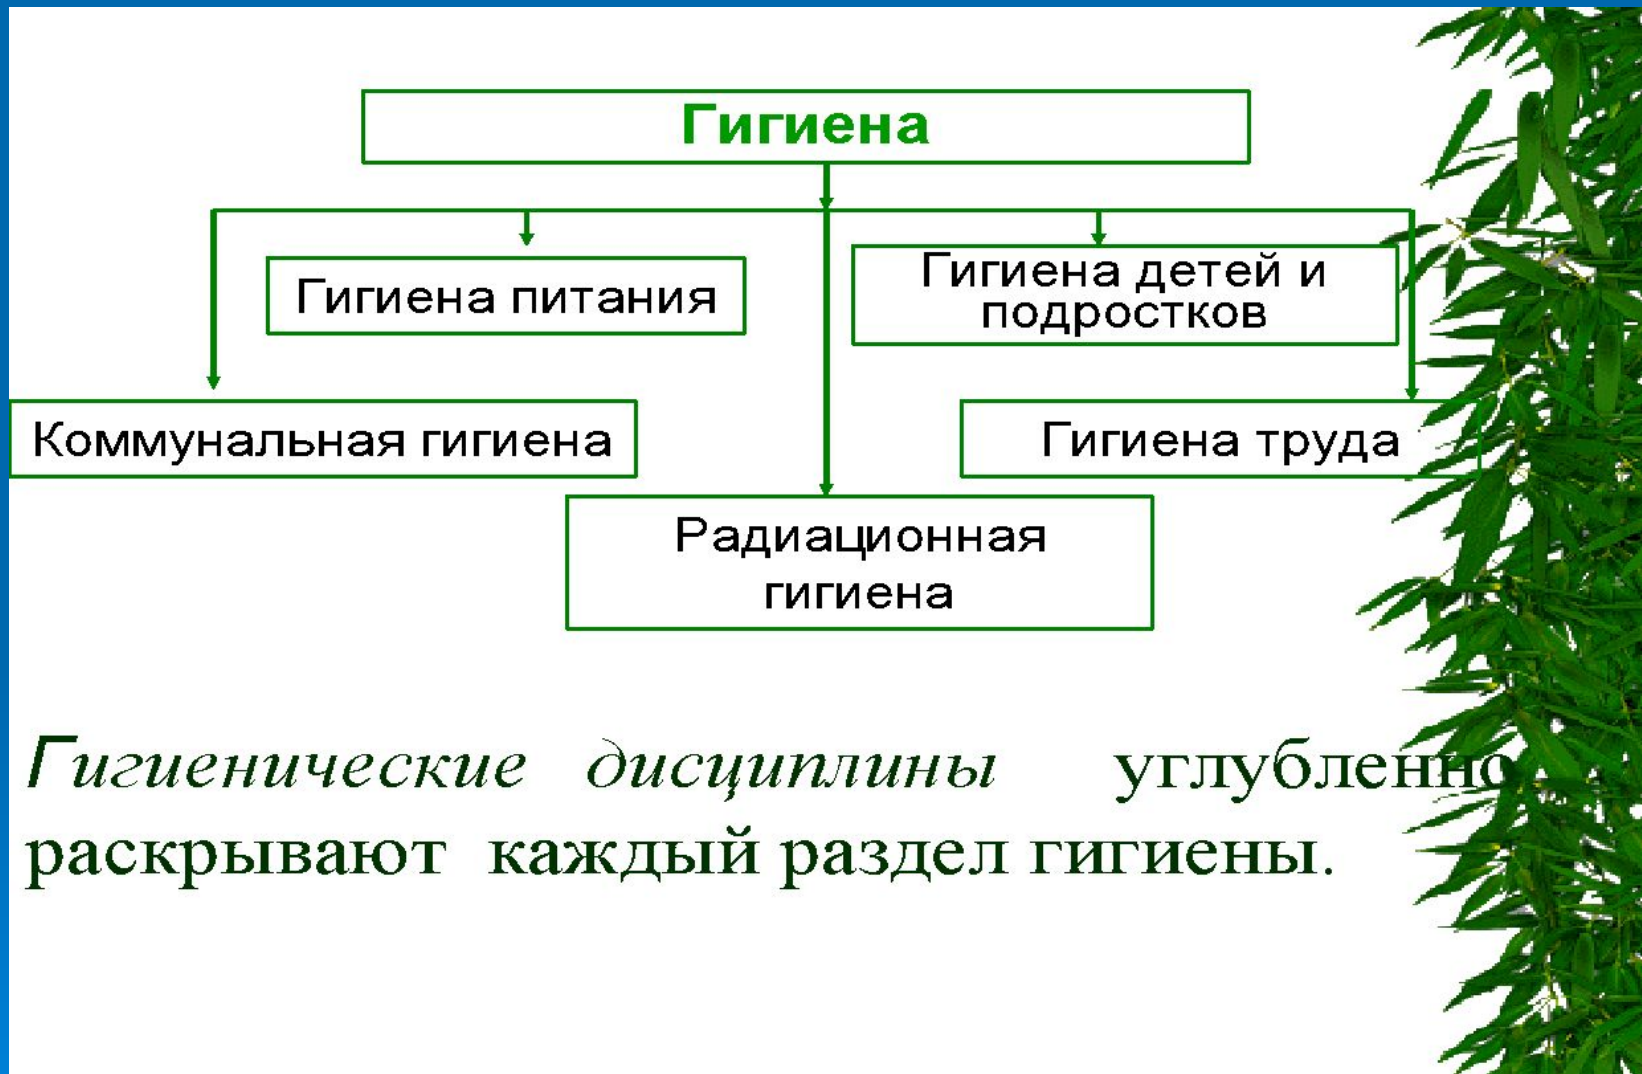 Гигиена
Гигиена питания
Гигиена детей и
подростков
Коммунальная гигиена
Гигиена труда
Радиационная
гигиена
Гигиенические дисциплины углубленно
раскрывают каждый раздел гигиены.